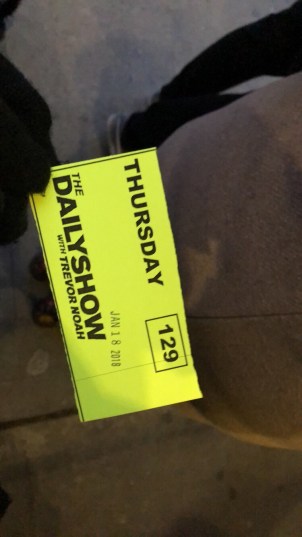 THURSDAY
129
JAN 18 2018
THE
DAILYSHOW
WITH TREVOR NOAH